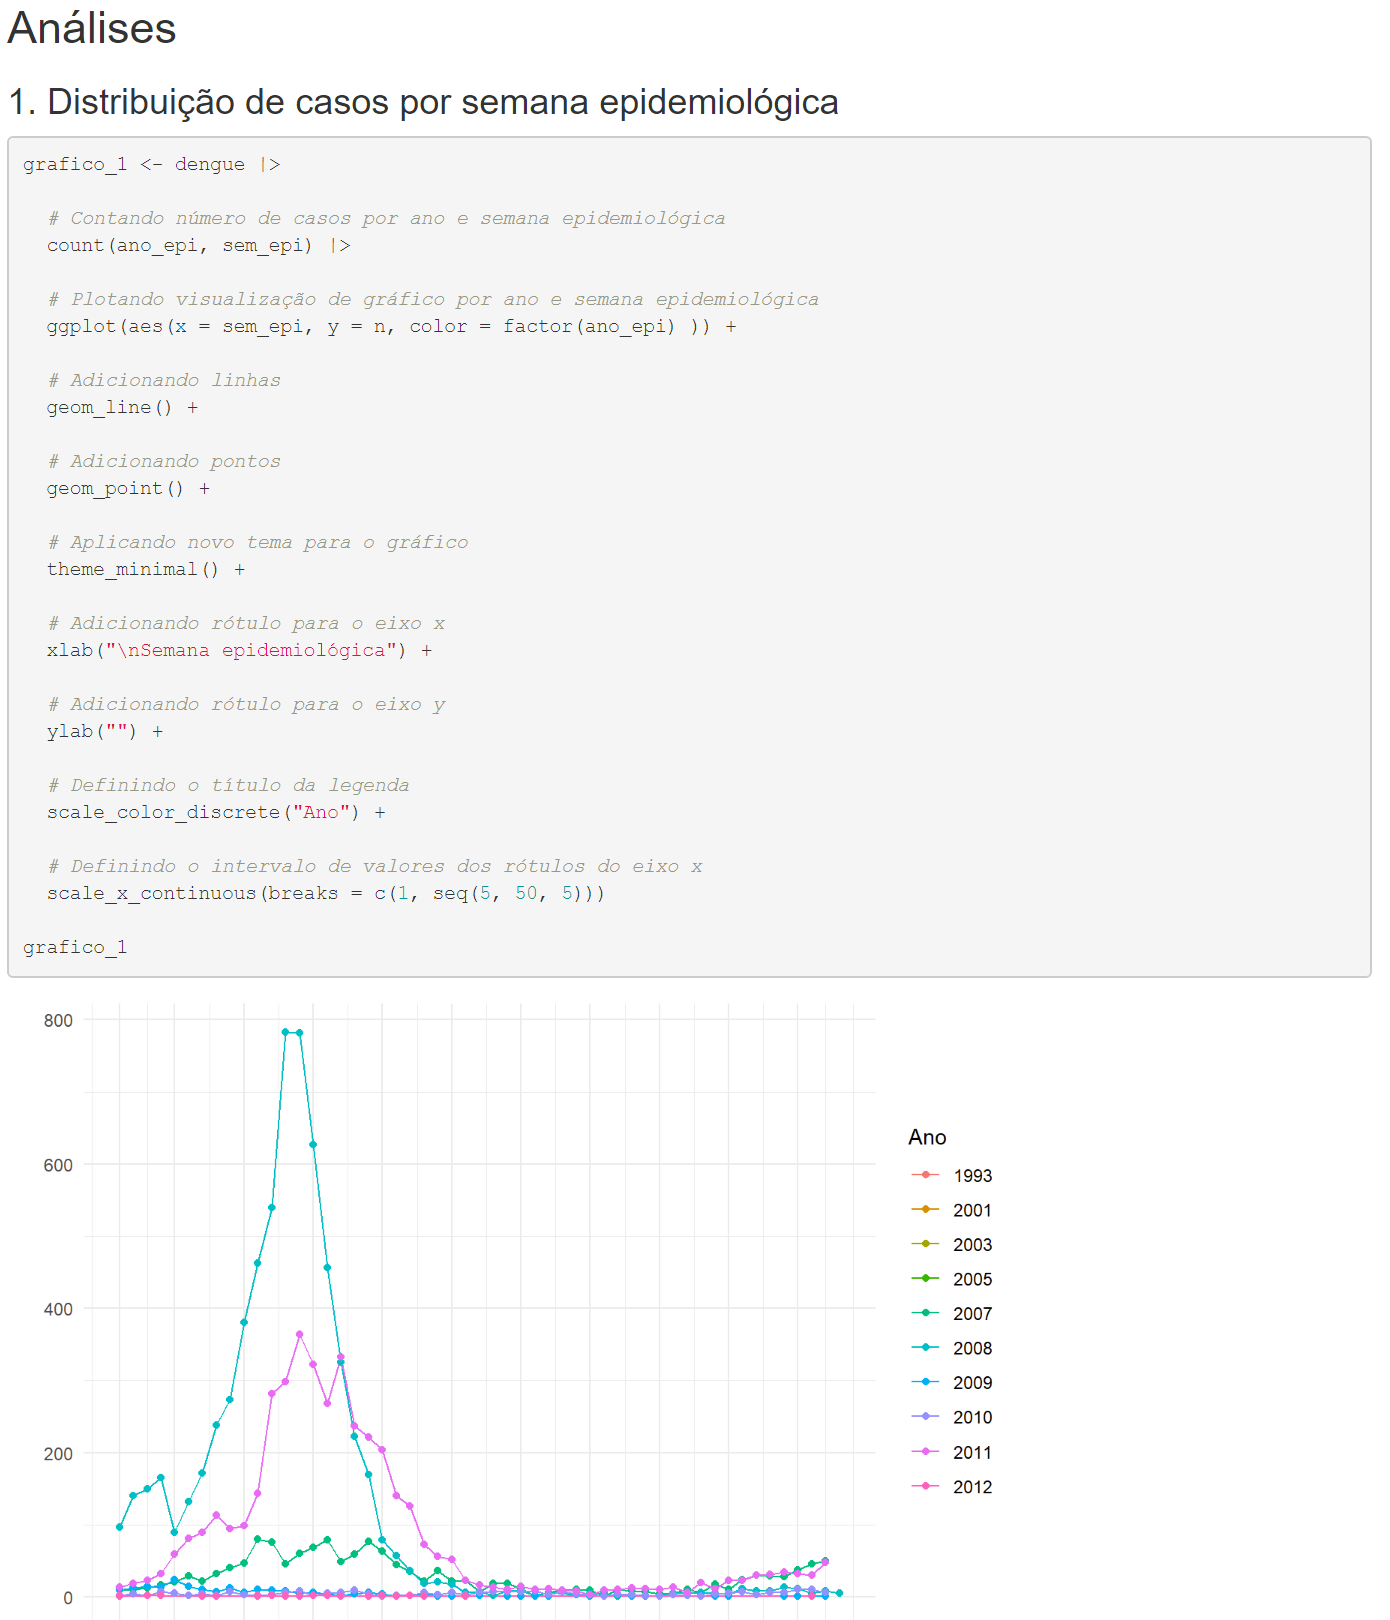 Análises
1. Distribuição de casos por semana epidemiológica
grafico_1 <- dengue |>
# Contando número de casos por ano e semana epidemiológica
count(ano_epi, sem_epi) |>
# Plotando visualização de gráfico por ano e semana epidemiológica
ggplot(aes(x = sem_epi, y = n, color = factor(ano_epi) )) +
# Adicionando linhas
geom_line() +
# Adicionando pontos
geom_point() +
# Aplicando novo tema para o gráfico
theme_minimal() +
# Adicionando rótulo para o eixo x
xlab("\nSemana epidemiológica") +
# Adicionando rótulo para o eixo y
ylab("") +
# Definindo o título da legenda
scale_color_discrete("Ano") +
# Definindo o intervalo de valores dos rótulos do eixo x
scale_x_continuous(breaks = c(1, seq(5, 50, 5)))
grafico_1
800
600
400
200
0
Ano
1993
2001
2003
2005
2007
2008
2009
2010
2011
2012